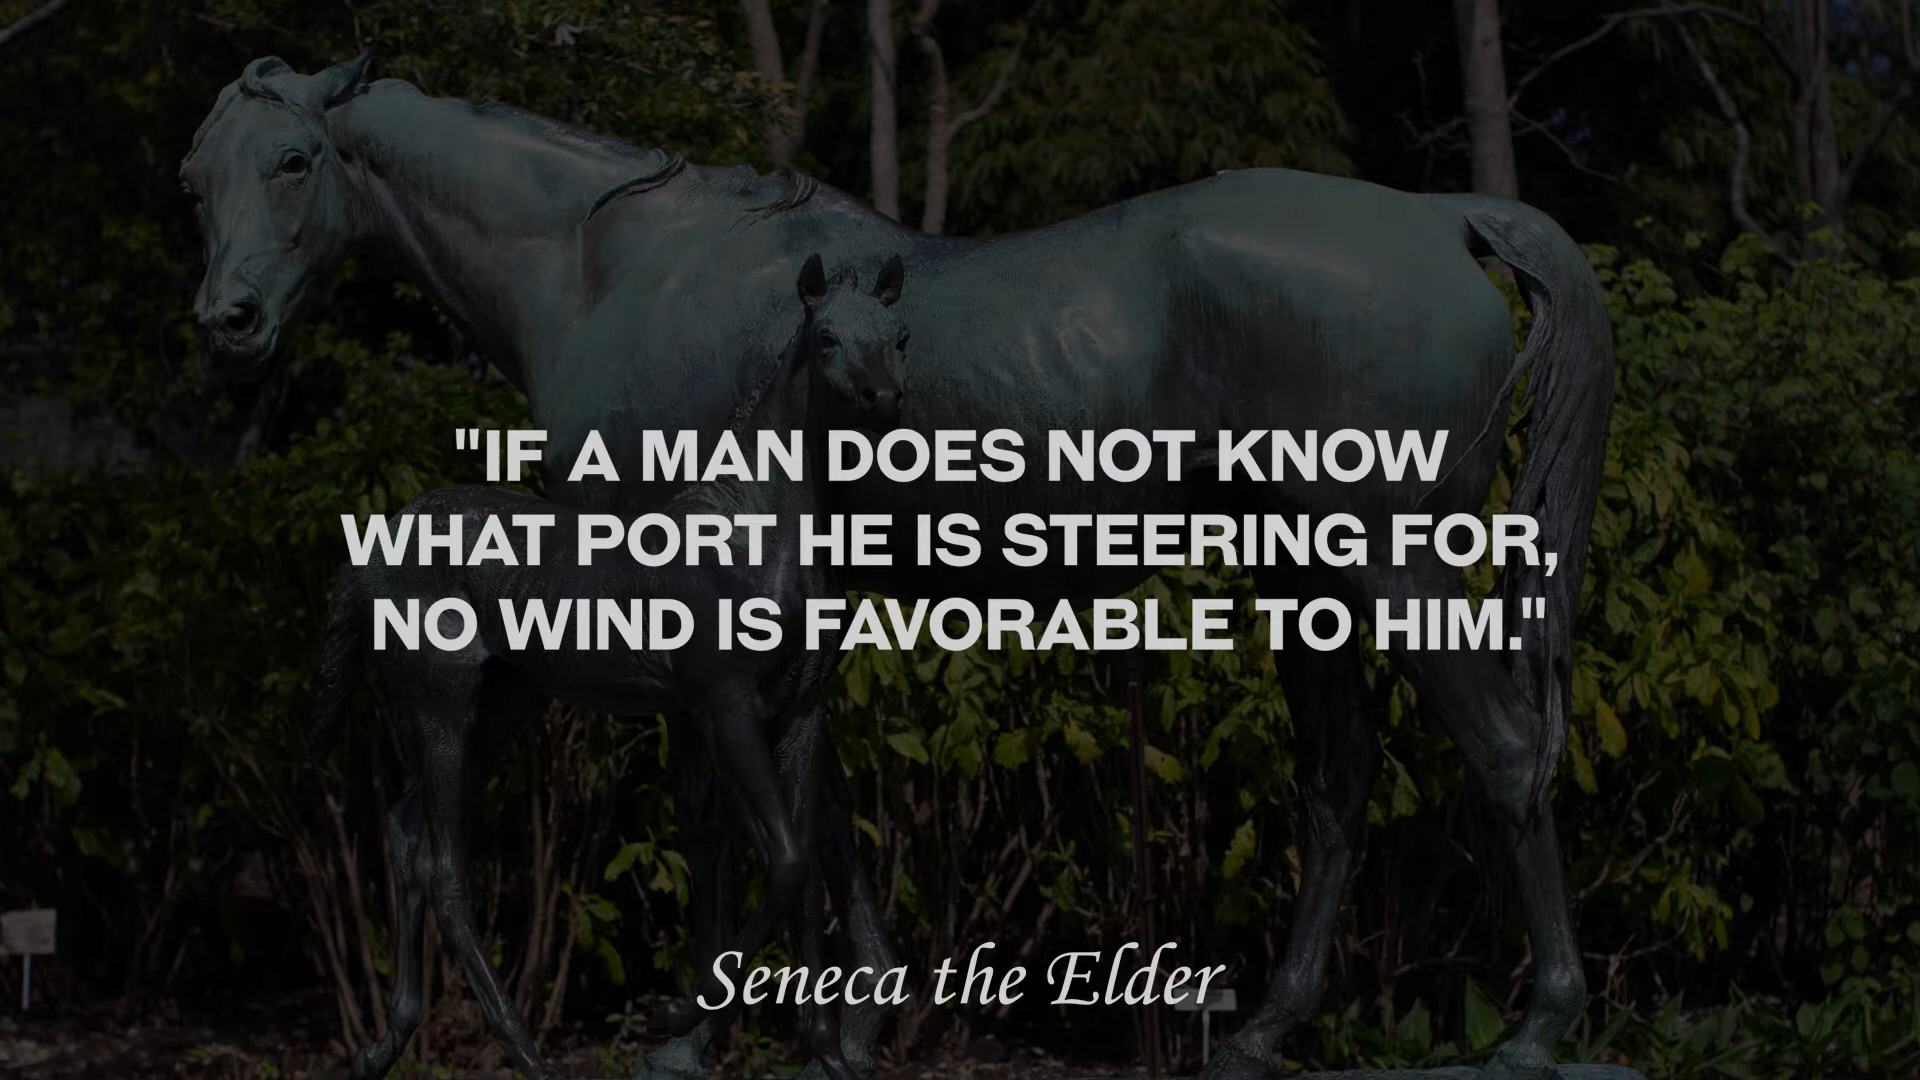 "IF A MAN DOES NOT KNOW
WHAT PORT HE IS STEERING FOR,
NO WIND IS FAVORABLE TO HIM."
Seneca the Elder